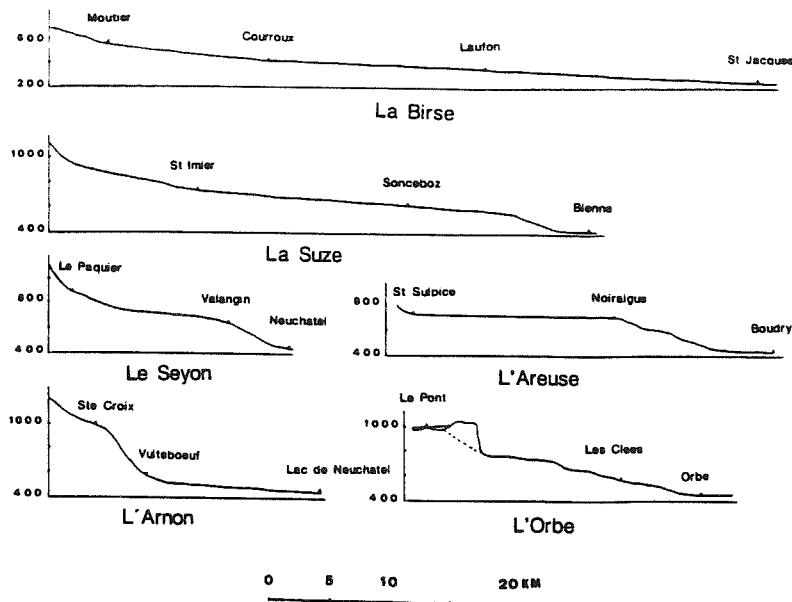 Moutier
Courroux
Laufon
St Jacques
600
200
La Birse
1000
St Imier
Sonceboz
Bienne
400
La Suze
Le Paquier
800
Valangin
Neuchatel
400
Le Seyon
St Sulpice
800
Noiraigue
Boudry
400
L'Areuse
Ste Croix
1000
Vuiteboeuf
Lac de Neuchatel
400
L'Arnon
Le Pont
1000
Les Clees
Orbe
400
L'Orbe
0 5 10 20 KM